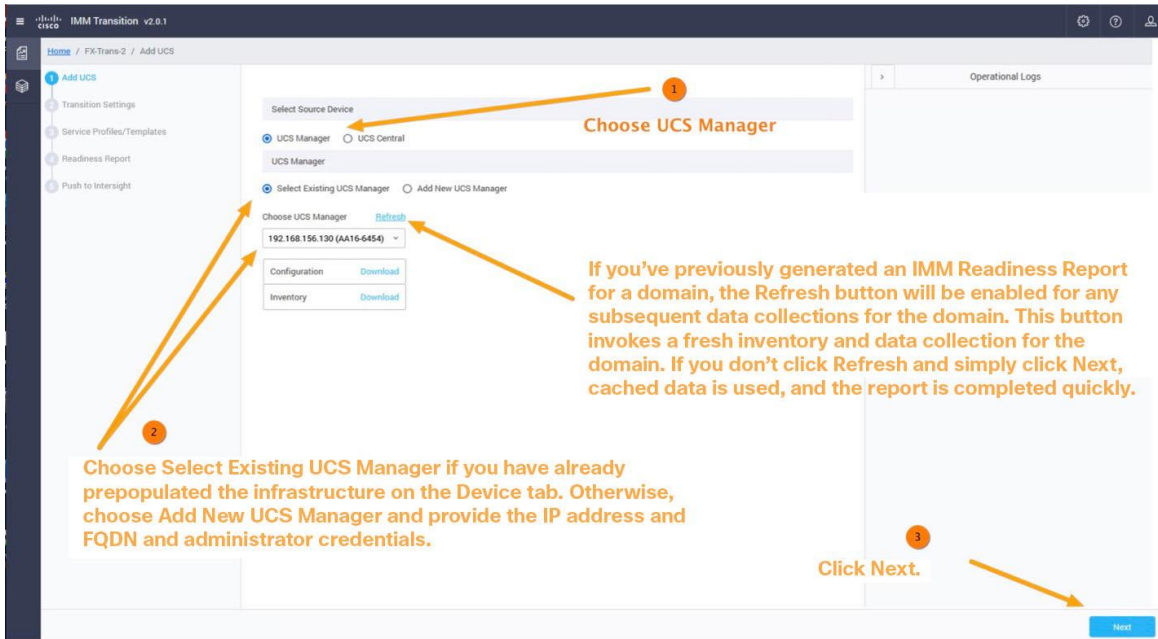 cisco IMM Transition v2.0.1
Home / FX-Trans-2 / Add UCS
1 Add UCS
2 Transition Settings
3 Service Profiles/Templates
4 Readiness Report
5 Push to Intersight
Select Source Device
UCS Manager UCS Central
UCS Manager
Select Existing UCS Manager Add New UCS Manager
Choose UCS Manager Refresh
192.168.156.130 (AA16-6454)
Configuration Download
Inventory Download
Operational Logs
1
Choose UCS Manager
If you've previously generated an IMM Readiness Report
for a domain, the Refresh button will be enabled for any
subsequent data collections for the domain. This button
invokes a fresh inventory and data collection for the
domain. If you don't click Refresh and simply click Next,
cached data is used, and the report is completed quickly.
2
Choose Select Existing UCS Manager if you have already
prepopulated the infrastructure on the Device tab. Otherwise,
choose Add New UCS Manager and provide the IP address and
FQDN and administrator credentials.
3
Click Next.
Next